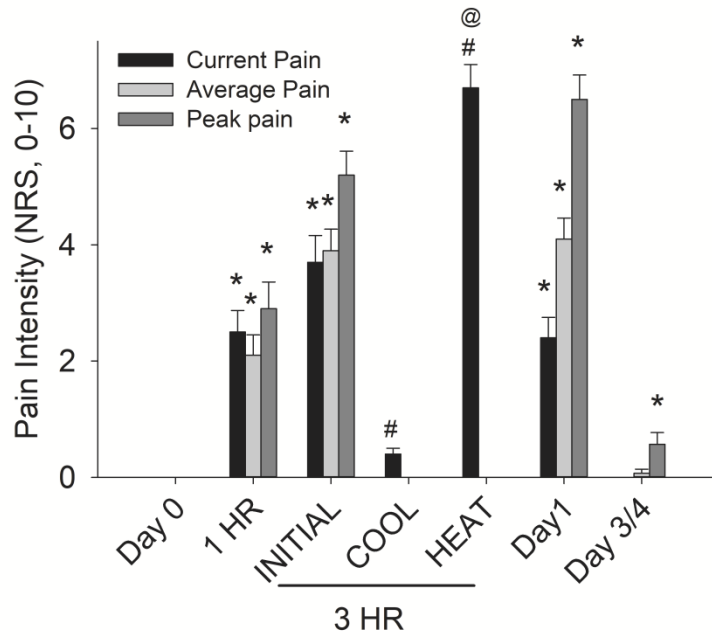 Current Pain
Average Pain
Peak pain
Pain Intensity (NRS, 0-10)
6
4
2
0
@
#
*
*
*
*
*
*
*
#
*
*
*
*
Day 0
1 HR
INITIAL
COOL
HEAT
Day1
Day 3/4
3 HR